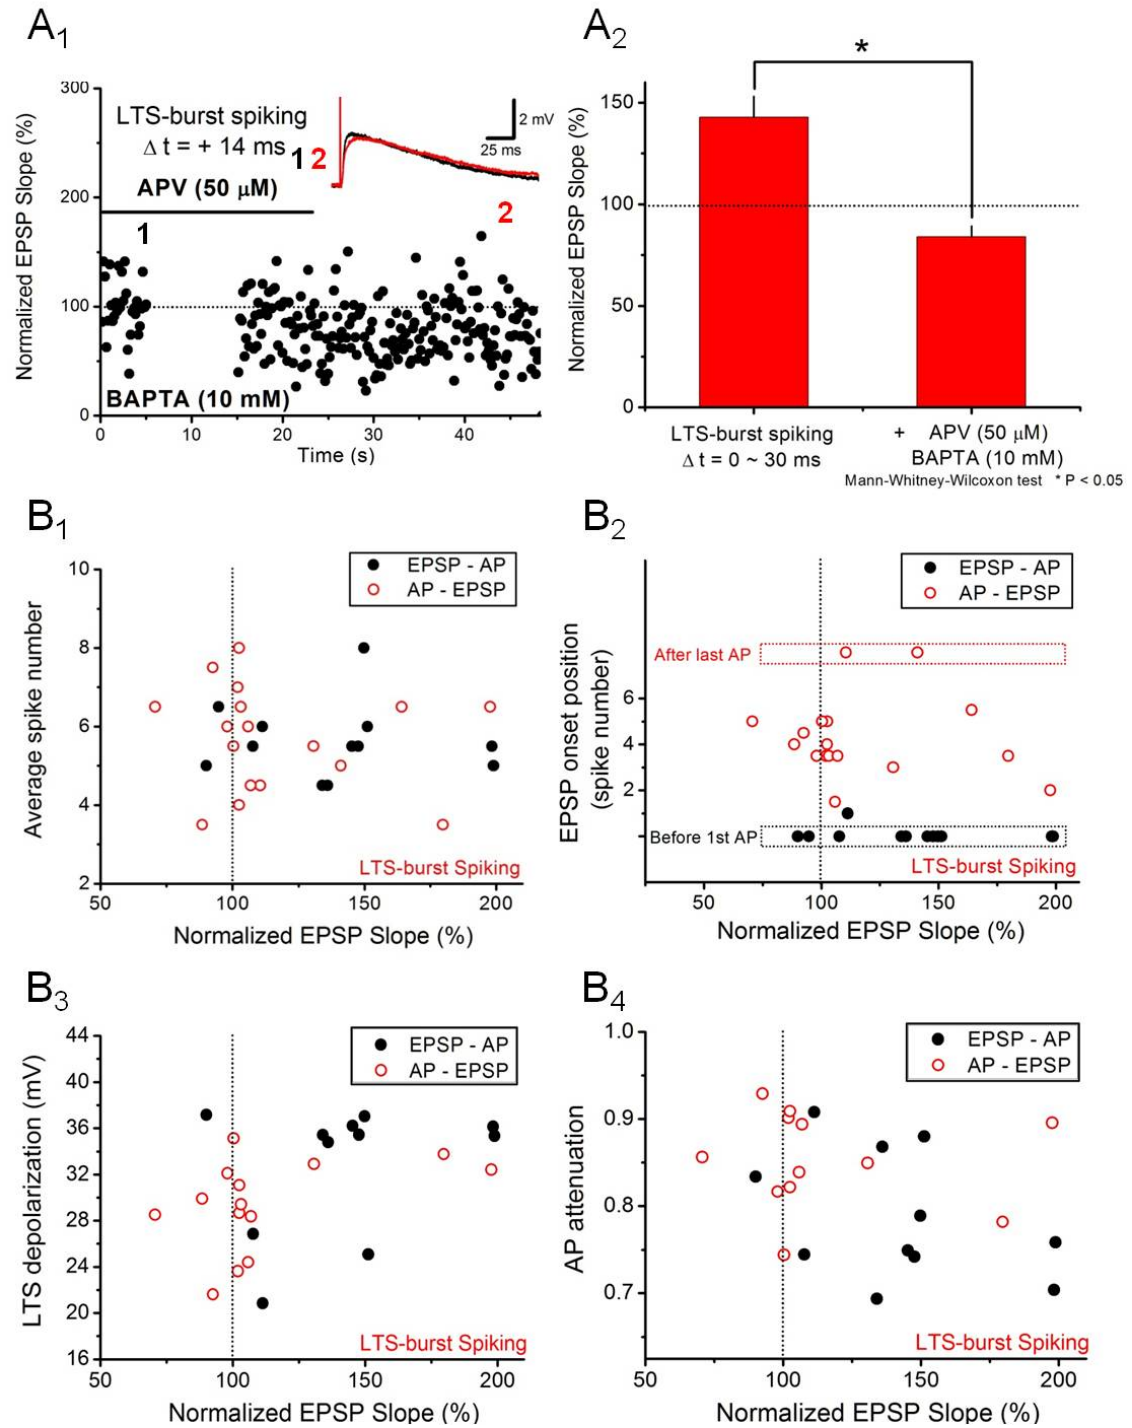 A1
300
200
100
0
Normalized EPSP Slope (%)
LTS-burst spiking
Δ t = + 14 ms
1 2
APV (50 μM)
2 mV
25 ms
1
2
BAPTA (10 mM)
0 10 20 30 40
Time (s)
A2
*
150
100
50
0
Normalized EPSP Slope (%)
LTS-burst spiking
Δ t = 0 ~ 30 ms
+ APV (50 μM)
BAPTA (10 mM)
Mann-Whitney-Wilcoxon test * P < 0.05
B1
EPSP - AP
AP - EPSP
10
8
6
4
2
Average spike number
LTS-burst Spiking
50 100 150 200
Normalized EPSP Slope (%)
B2
EPSP - AP
AP - EPSP
After last AP
6
4
2
Before 1st AP
EPSP onset position
(spike number)
LTS-burst Spiking
50 100 150 200
Normalized EPSP Slope (%)
B3
EPSP - AP
AP - EPSP
44
40
36
32
28
24
20
16
LTS depolarization (mV)
LTS-burst Spiking
50 100 150 200
Normalized EPSP Slope (%)
B4
EPSP - AP
AP - EPSP
1.0
0.9
0.8
0.7
AP attenuation
LTS-burst Spiking
50 100 150 200
Normalized EPSP Slope (%)